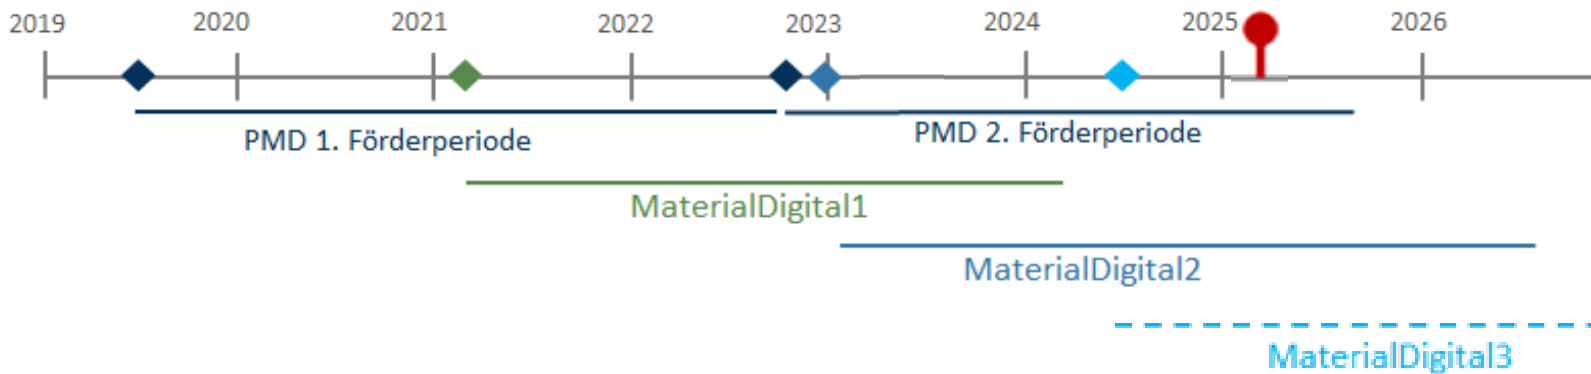 2019 2020 2021 2022 2023 2024 2025 2026
PMD 1. Förderperiode PMD 2. Förderperiode
MaterialDigital1
MaterialDigital2
MaterialDigital3